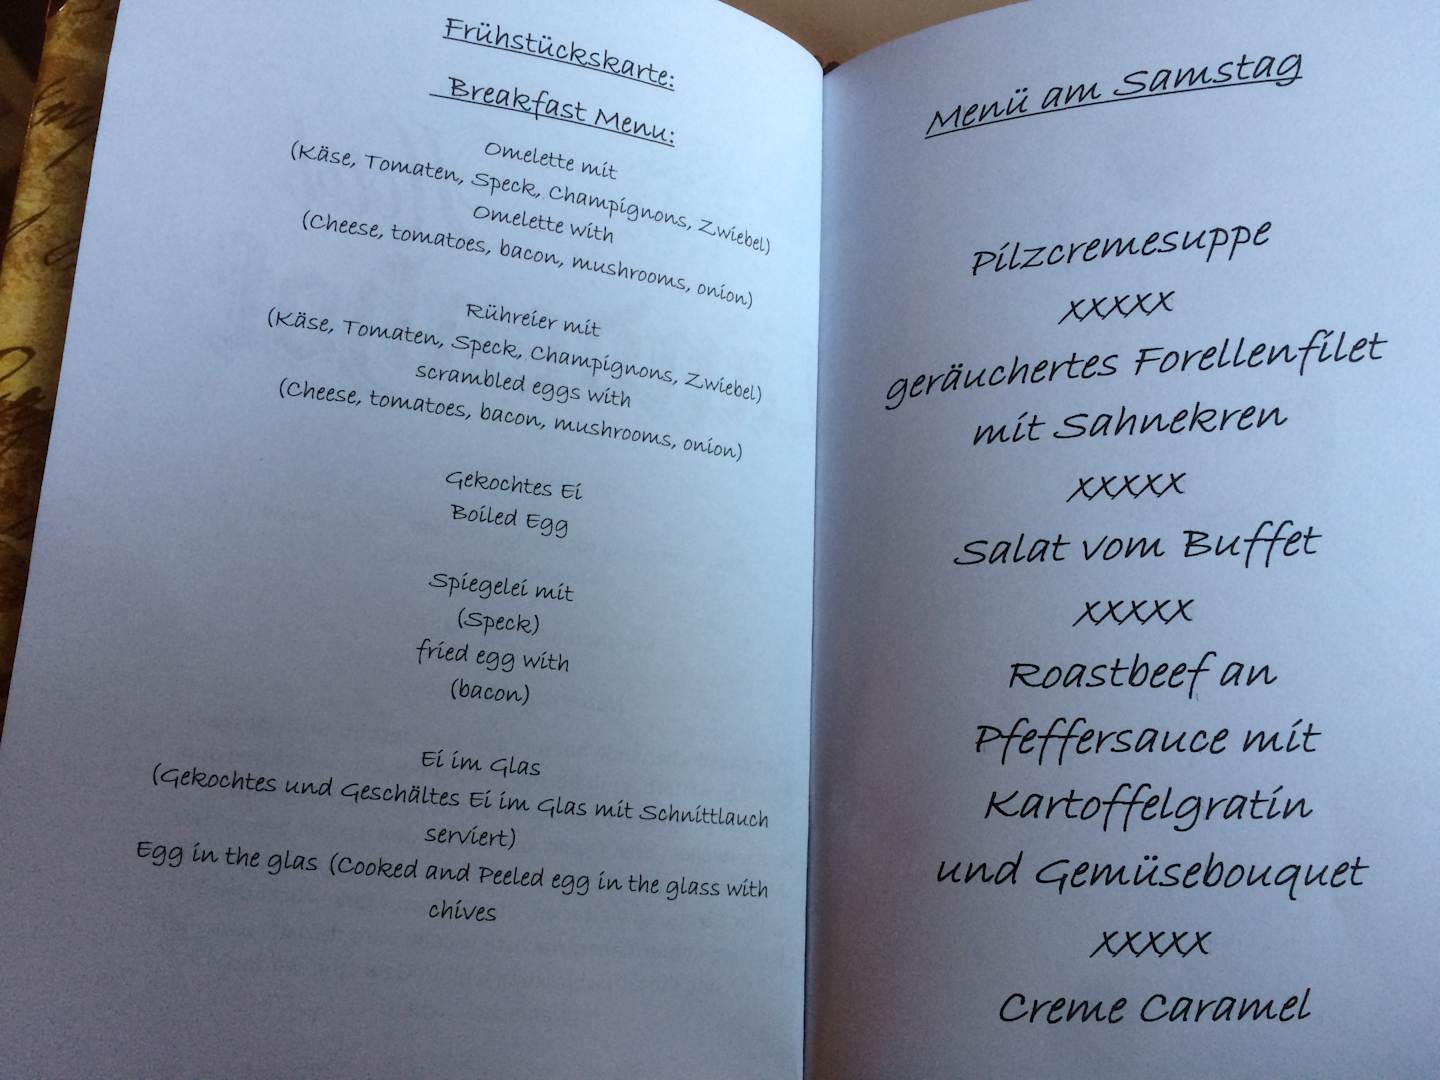 Frühstückskarte:
Breakfast Menu:
Omelette mit
(Käse, Tomaten, Speck, Champignons, Zwiebel)
Omelette with
(Cheese, tomatoes, bacon, mushrooms, onion)
Rühreier mit
(Käse, Tomaten, Speck, Champignons, Zwiebel)
scrambled eggs with
(Cheese, tomatoes, bacon, mushrooms, onion)
Gekochtes Ei
Boiled Egg
Spiegelei mit
(Speck)
fried egg with
(bacon)
Ei im Glas
(Gekochtes und Geschältes Ei im Glas mit Schnittlauch
serviert)
Egg in the glas (Cooked and Peeled egg in the glass with
chives
Menü am Samstag
Pilzcremesuppe
xxxxx
geräuchertes Forellenfilet
mit Sahnekren
xxxxx
Salat vom Buffet
xxxxx
Roastbeef an
Pfeffersauce mit
Kartoffelgratin
und Gemüsebouquet
xxxxx
Creme Caramel